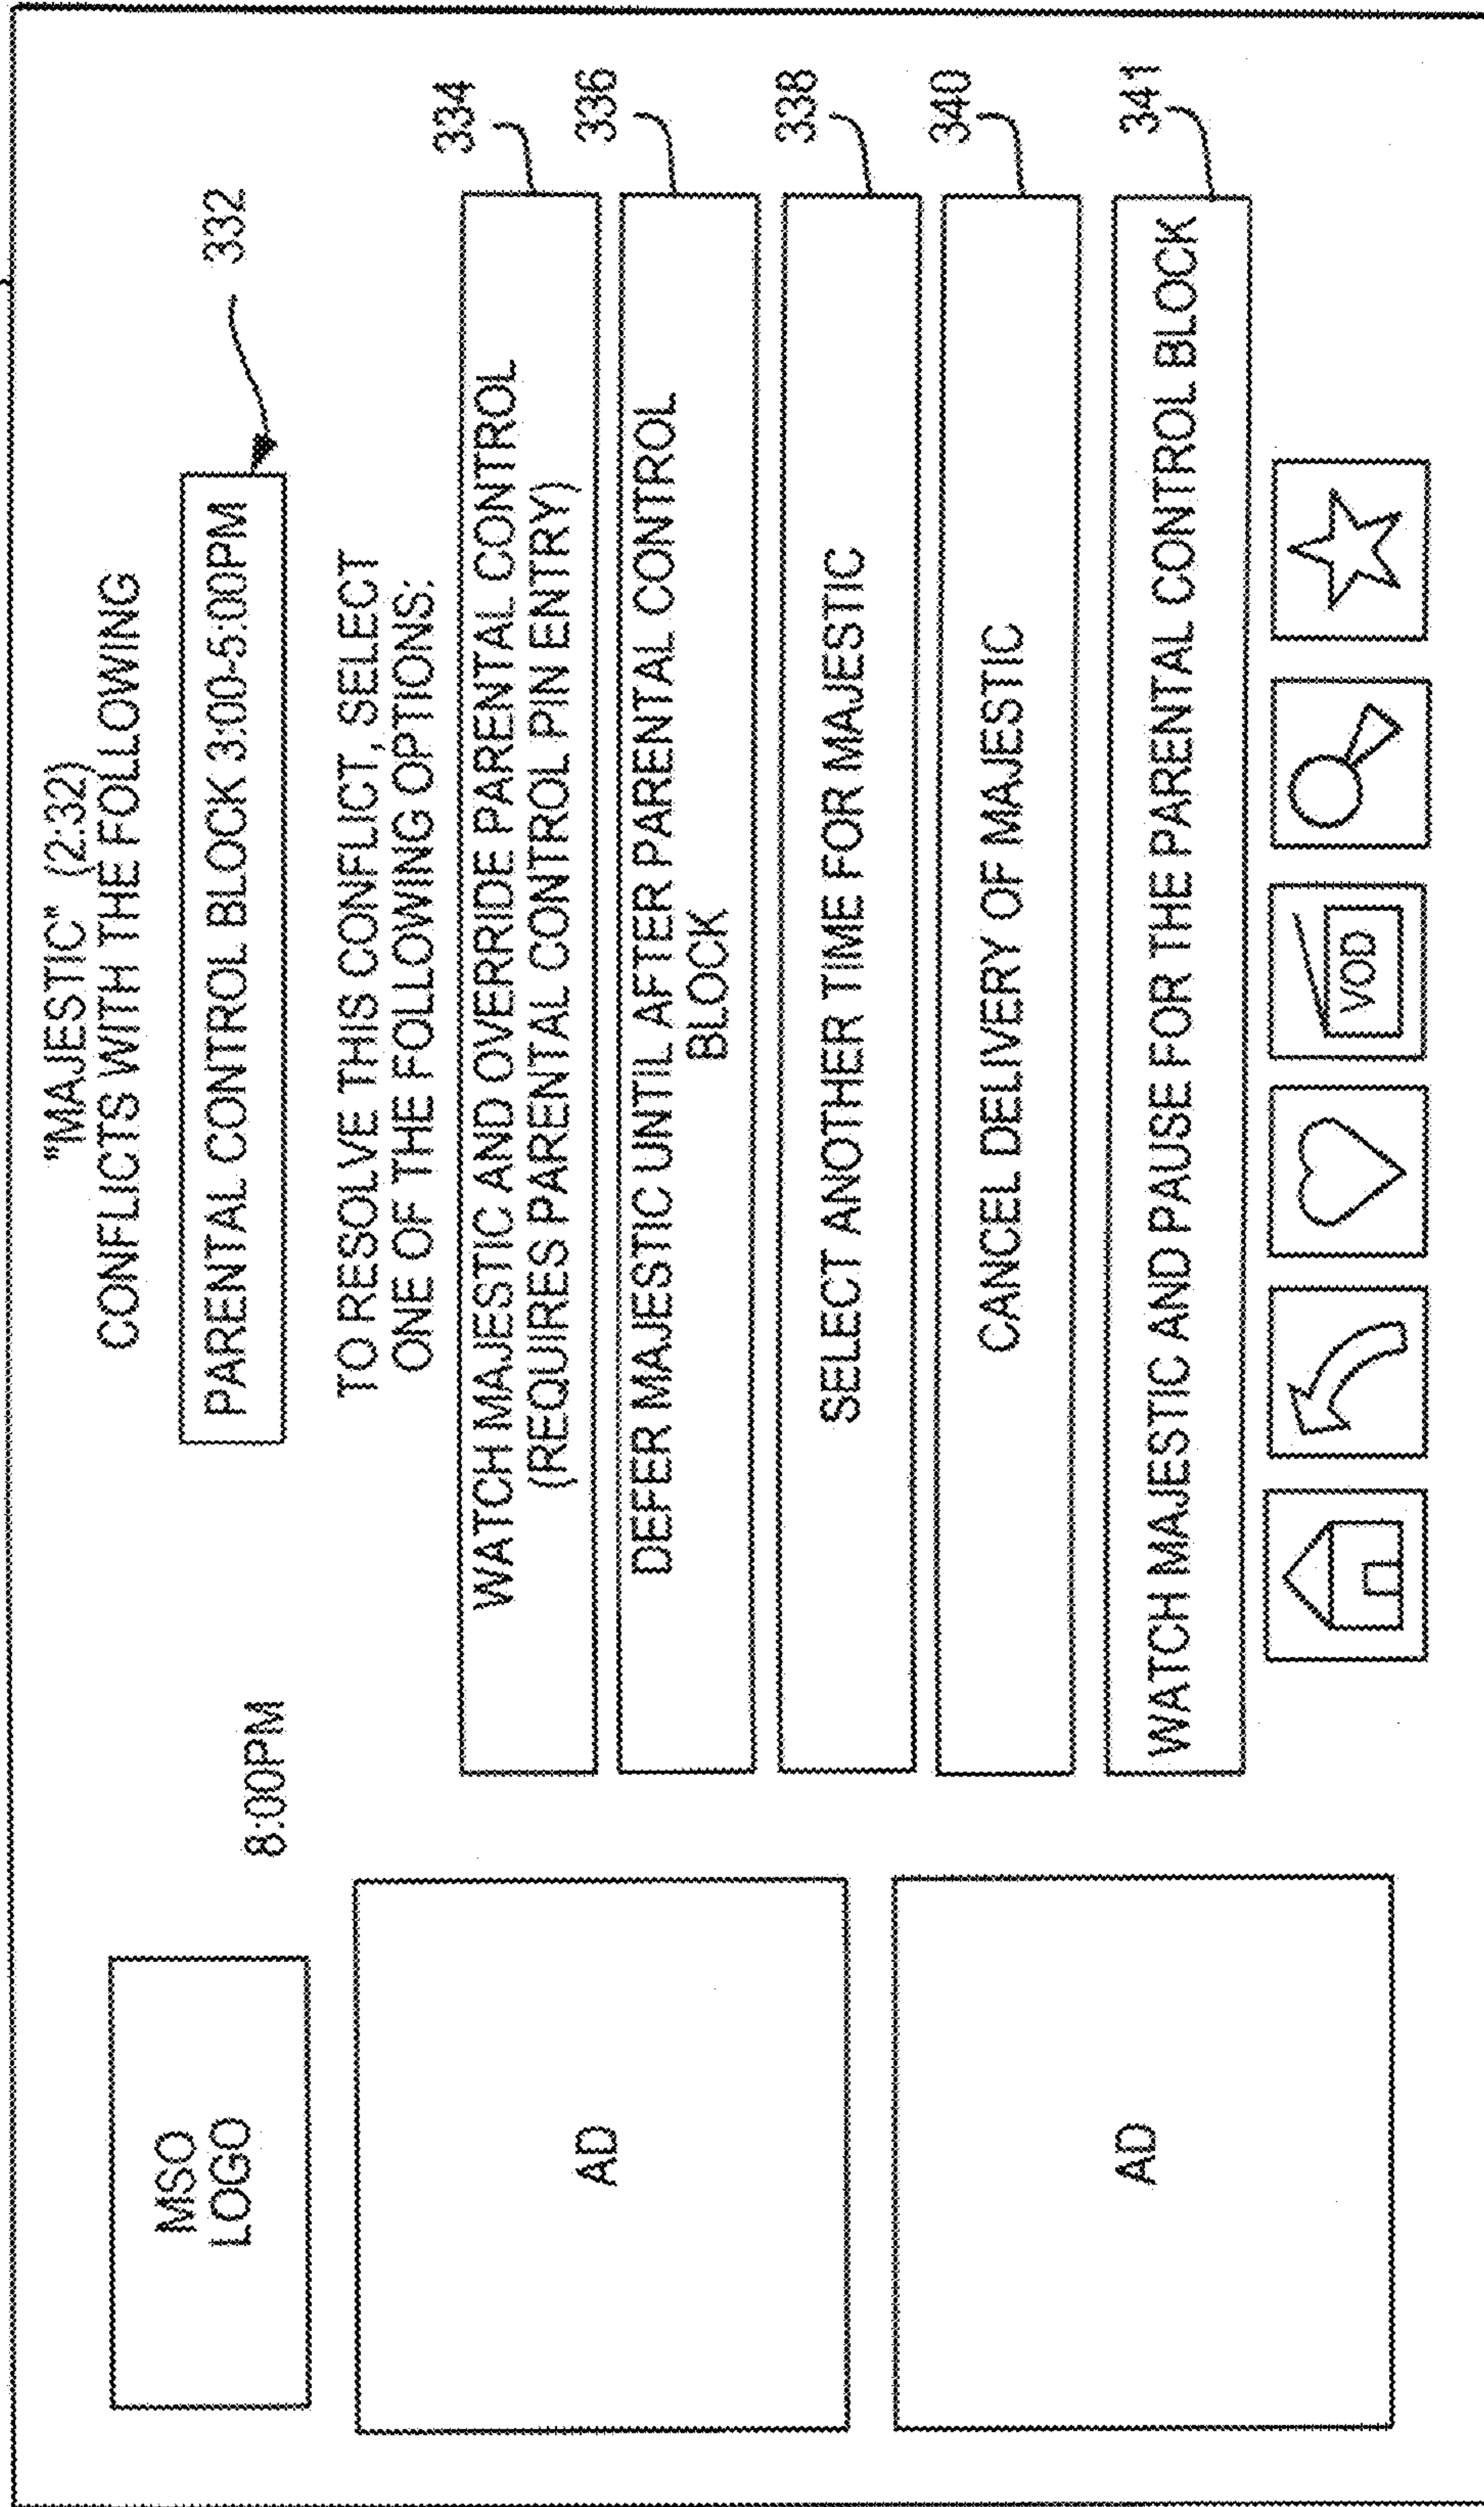 "MAJESTIC" (2:32)
CONFLICTS WITH THE FOLLOWING
PARENTAL CONTROL BLOCK 3:00-5:00PM
332
MSO
LOGO
8:00PM
TO RESOLVE THIS CONFLICT, SELECT
ONE OF THE FOLLOWING OPTIONS:
WATCH MAJESTIC AND OVERRIDE PARENTAL CONTROL
(REQUIRES PARENTAL CONTROL PIN ENTRY)
334
DEFER MAJESTIC UNTIL AFTER PARENTAL CONTROL
BLOCK
336
AD
SELECT ANOTHER TIME FOR MAJESTIC
338
CANCEL DELIVERY OF MAJESTIC
340
WATCH MAJESTIC AND PAUSE FOR THE PARENTAL CONTROL BLOCK
341
AD
VOD